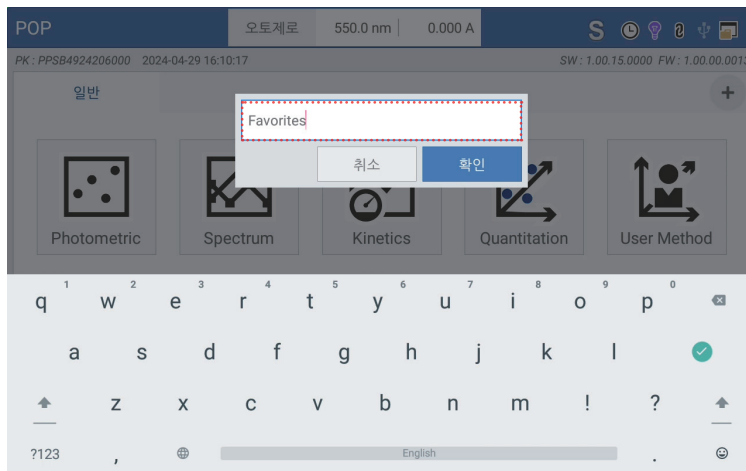 POP 오토제로 550.0 nm 0.000 A S
PK : PPSB4924206000 2024-04-29 16:10:17 SW : 1.00.15.0000 FW : 1.00.00.001
일반 +
Favorites
취소 확인
Photometric Spectrum Kinetics Quantitation User Method
1 2 3 4 5 6 7 8 9 0
q w e r t y u i o p
a s d f g h j k l
z x c v b n m ! ?
?123 , English .